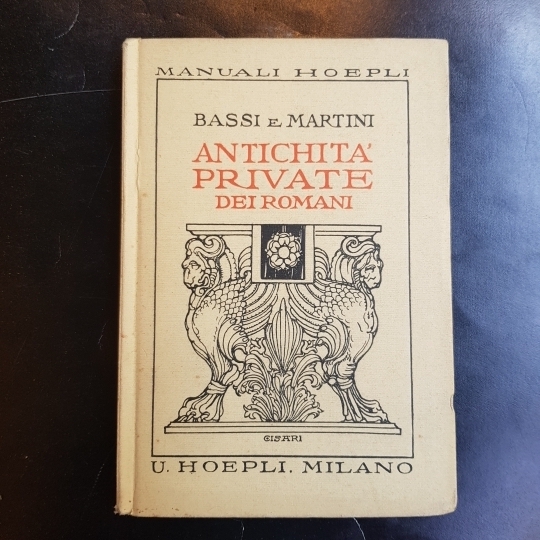 MANUALI HOEPLI
BASSI E MARTINI
ANTICHITA'
PRIVATE
DEI ROMANI
CISARI
U. HOEPLI. MILANO